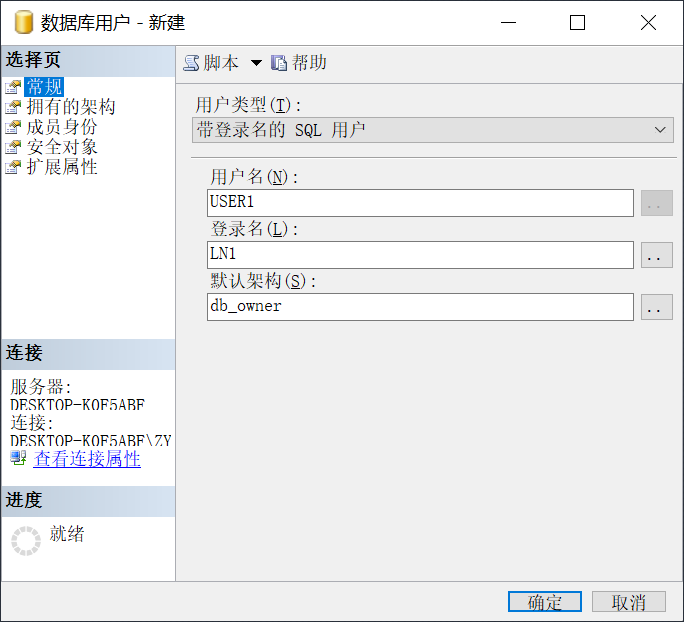 数据库用户 - 新建
选择页
常规
拥有的架构
成员身份
安全对象
扩展属性
脚本 帮助
用户类型(T):
带登录名的 SQL 用户
用户名(N):
USER1
..
登录名(L):
LN1
..
默认架构(S):
db_owner
..
连接
服务器:
DESKTOP-K0F5ABF
连接:
DESKTOP-K0F5ABF\ZY
查看连接属性
进度
就绪
确定 取消